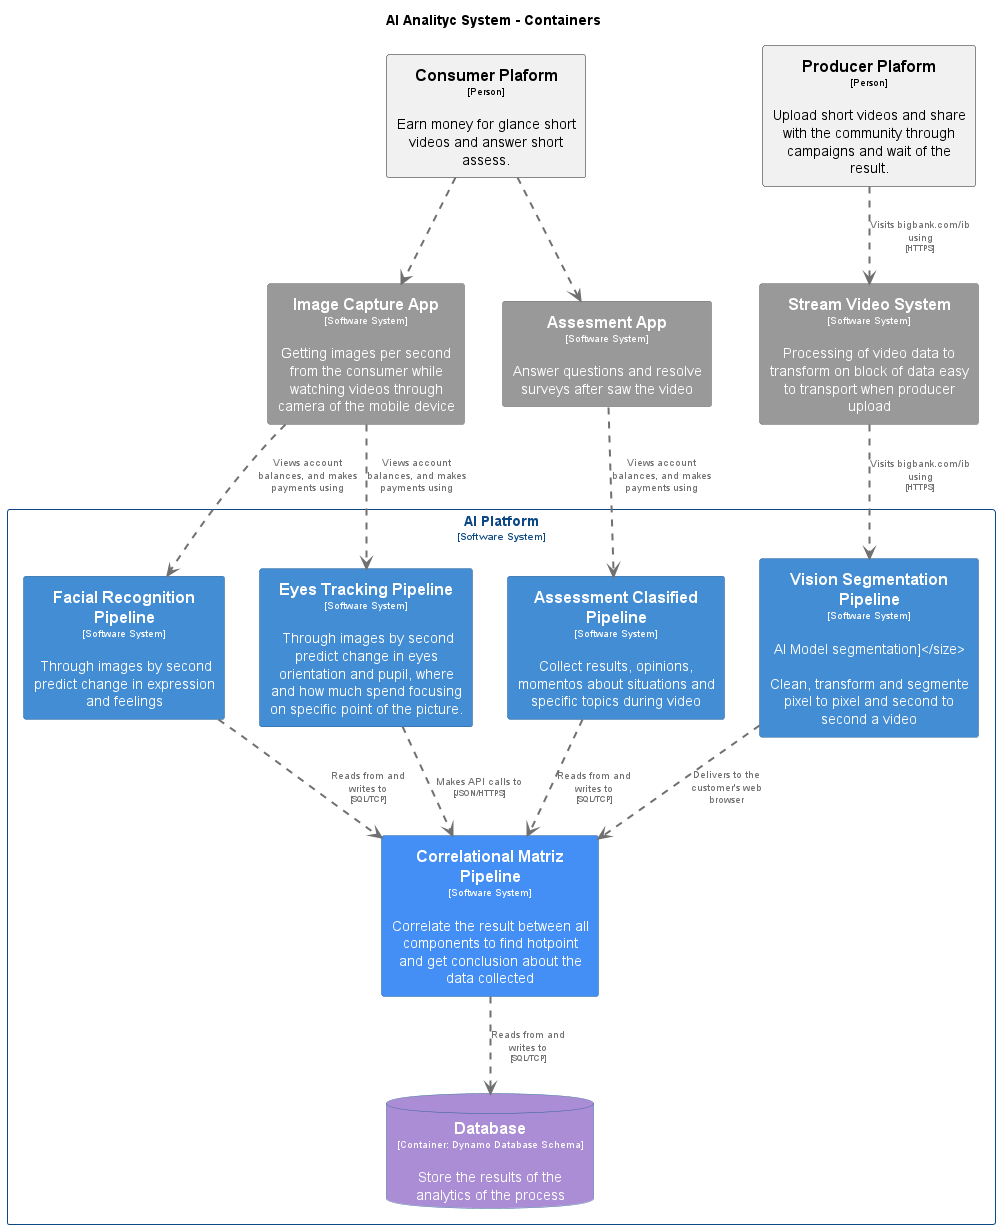 AI Analityc System - Containers
Consumer Plaform
[Person]
Earn money for glance short
videos and answer short
assess.
Producer Plaform
[Person]
Upload short videos and share
with the community through
campaigns and wait of the
result.
Visits bigbank.com/ib
using
[HTTPS]
Image Capture App
[Software System]
Getting images per second
from the consumer while
watching videos through
camera of the mobile device
Assesment App
[Software System]
Answer questions and resolve
surveys after saw the video
Stream Video System
[Software System]
Processing of video data to
transform on block of data easy
to transport when producer
upload
Views account
balances, and makes
payments using
Views account
balances, and makes
payments using
Views account
balances, and makes
payments using
Visits bigbank.com/ib
using
[HTTPS]
AI Platform
[Software System]
Facial Recognition
Pipeline
[Software System]
Through images by second
predict change in expression
and feelings
Eyes Tracking Pipeline
[Software System]
Through images by second
predict change in eyes
orientation and pupil, where
and how much spend focusing
on specific point of the picture.
Assessment Clasified
Pipeline
[Software System]
Collect results, opinions,
momentos about situations and
specific topics during video
Vision Segmentation
Pipeline
[Software System]
AI Model segmentation]</size>
Clean, transform and segmente
pixel to pixel and second to
second a video
Reads from and
writes to
[SQL/TCP]
Makes API calls to
[JSON/HTTPS]
Reads from and
writes to
[SQL/TCP]
Delivers to the
customer's web
browser
Correlational Matriz
Pipeline
[Software System]
Correlate the result between all
components to find hotpoint
and get conclusion about the
data collected
Reads from and
writes to
[SQL/TCP]
Database
[Container: Dynamo Database Schema]
Store the results of the
analytics of the process